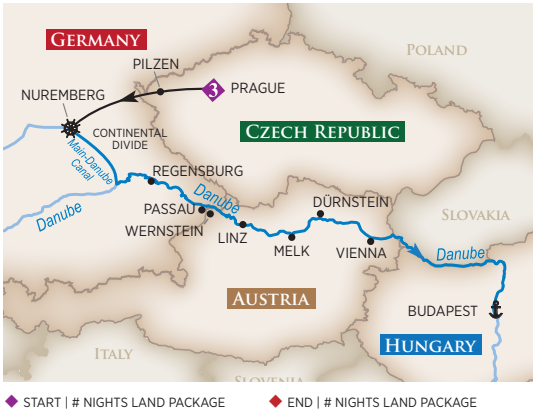 GERMANY
POLAND
PILZEN
3
PRAGUE
NUREMBERG
CONTINENTAL
DIVIDE
CZECH REPUBLIC
Main-Danube
Canal
REGENSBURG
Danube
Danube
PASSAU
WERNSTEIN
LINZ
MELK
DÜRNSTEIN
VIENNA
SLOVAKIA
Danube
AUSTRIA
BUDAPEST
HUNGARY
ITALY
SLOVENIA
START | # NIGHTS LAND PACKAGE
END | # NIGHTS LAND PACKAGE